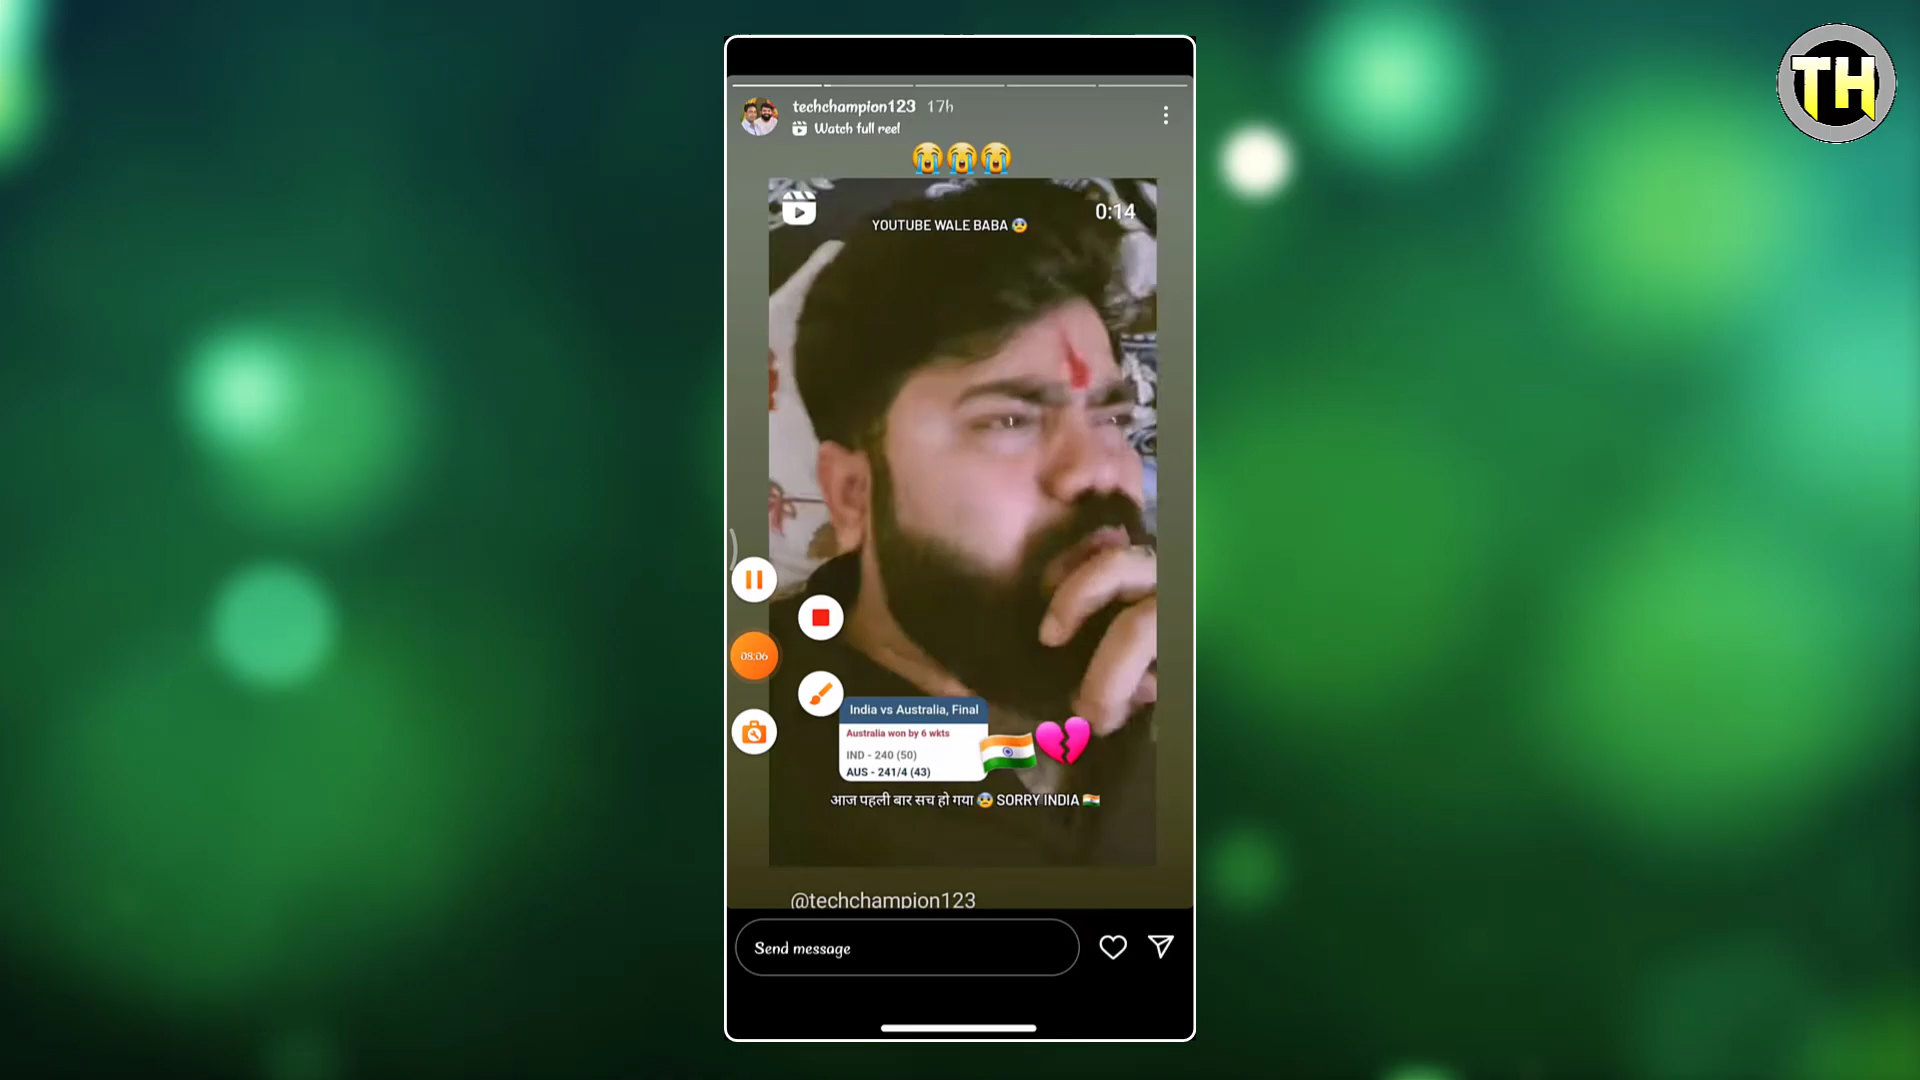 TH
techchampion123 17h
Watch full reel
😭😭😭
0:14
YOUTUBE WALE BABA 😰
08:06
India vs Australia, Final
Australia won by 6 wkts
IND - 240 (50)
AUS - 241/4 (43)
आज पहली बार सच हो गया 😰 SORRY INDIA 🇮🇳
@techchampion123
Send message